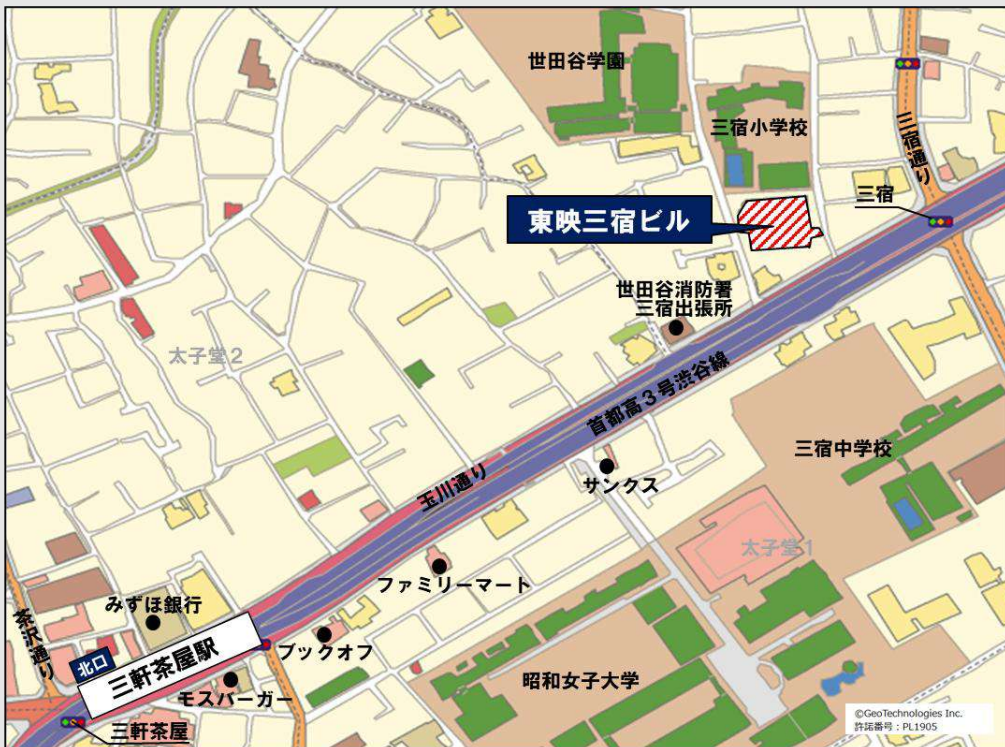 世田谷学園
三宿小学校
三宿通り
三宿
東映三宿ビル
世田谷消防署
三宿出張所
太子堂2
首都高3号渋谷線
三宿中学校
玉川通り
サンクス
太子堂1
ファミリーマート
みずほ銀行
茶沢通り
ブックオフ
北口
三軒茶屋駅
昭和女子大学
モスバーガー
三軒茶屋
©GeoTechnologies Inc.
許諾番号:PL1905